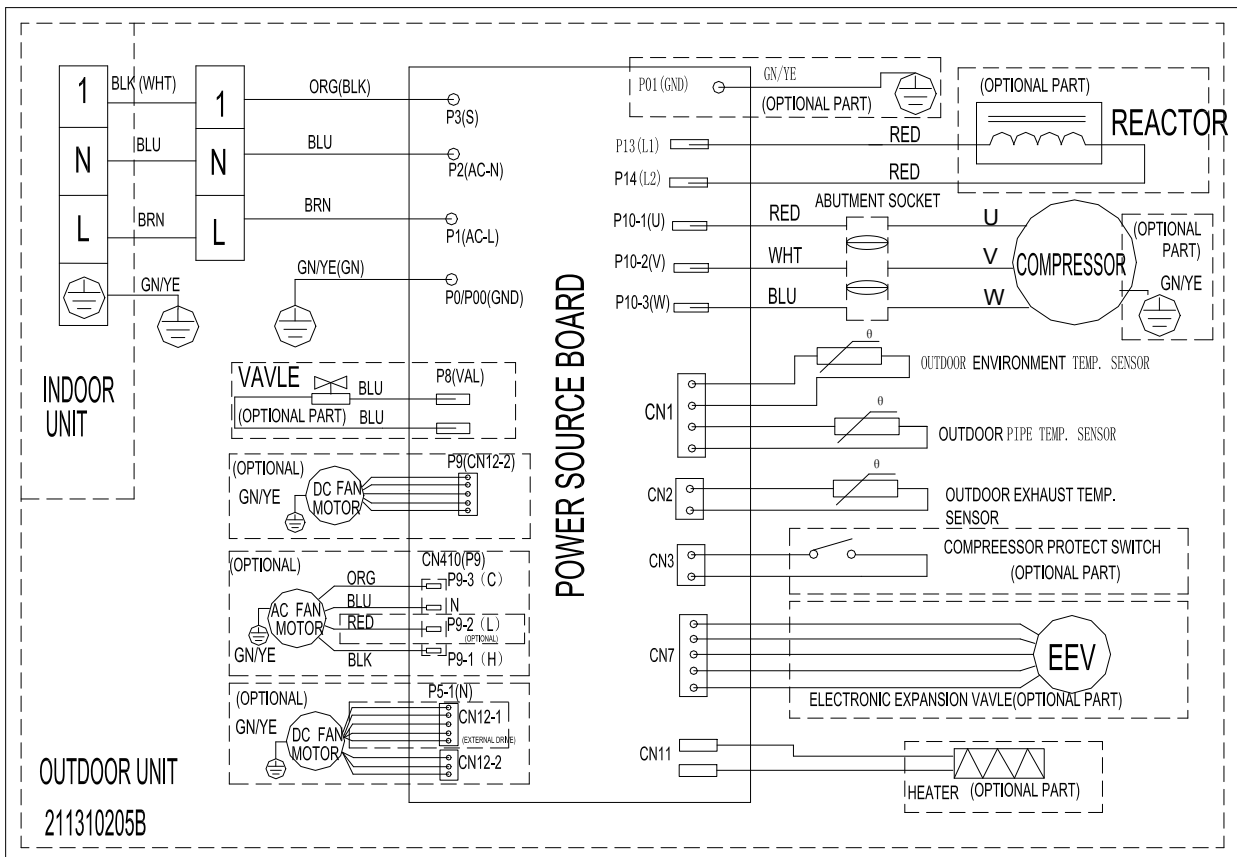 1
N
L
BLK (WHT)
BLU
BRN
GN/YE
1
N
L
ORG(BLK)
BLU
BRN
GN/YE(GN)
P3(S)
P2(AC-N)
P1(AC-L)
P0/P00(GND)
INDOOR
UNIT
VAVLE
(OPTIONAL PART)
BLU
BLU
P8(VAL)
(OPTIONAL)
GN/YE
DC FAN
MOTOR
P9(CN12-2)
(OPTIONAL)
AC FAN
MOTOR
GN/YE
ORG
BLU
RED
BLK
CN410(P9)
P9-3 (C)
N
P9-2 (L)
(OPTIONAL)
P9-1 (H)
(OPTIONAL)
GN/YE
DC FAN
MOTOR
P5-1(N)
CN12-1
(EXTERNAL DRIVE)
CN12-2
OUTDOOR UNIT
211310205B
POWER SOURCE BOARD
P01(GND)
GN/YE
(OPTIONAL PART)
(OPTIONAL PART)
REACTOR
P13(L1)
RED
P14(L2)
RED
ABUTMENT SOCKET
P10-1(U)
RED
U
P10-2(V)
WHT
V
P10-3(W)
BLU
W
COMPRESSOR
(OPTIONAL
PART)
GN/YE
CN1
θ
OUTDOOR ENVIRONMENT TEMP. SENSOR
θ
OUTDOOR PIPE TEMP. SENSOR
CN2
θ
OUTDOOR EXHAUST TEMP.
SENSOR
CN3
COMPREESSOR PROTECT SWITCH
(OPTIONAL PART)
CN7
EEV
ELECTRONIC EXPANSION VAVLE(OPTIONAL PART)
CN11
HEATER (OPTIONAL PART)